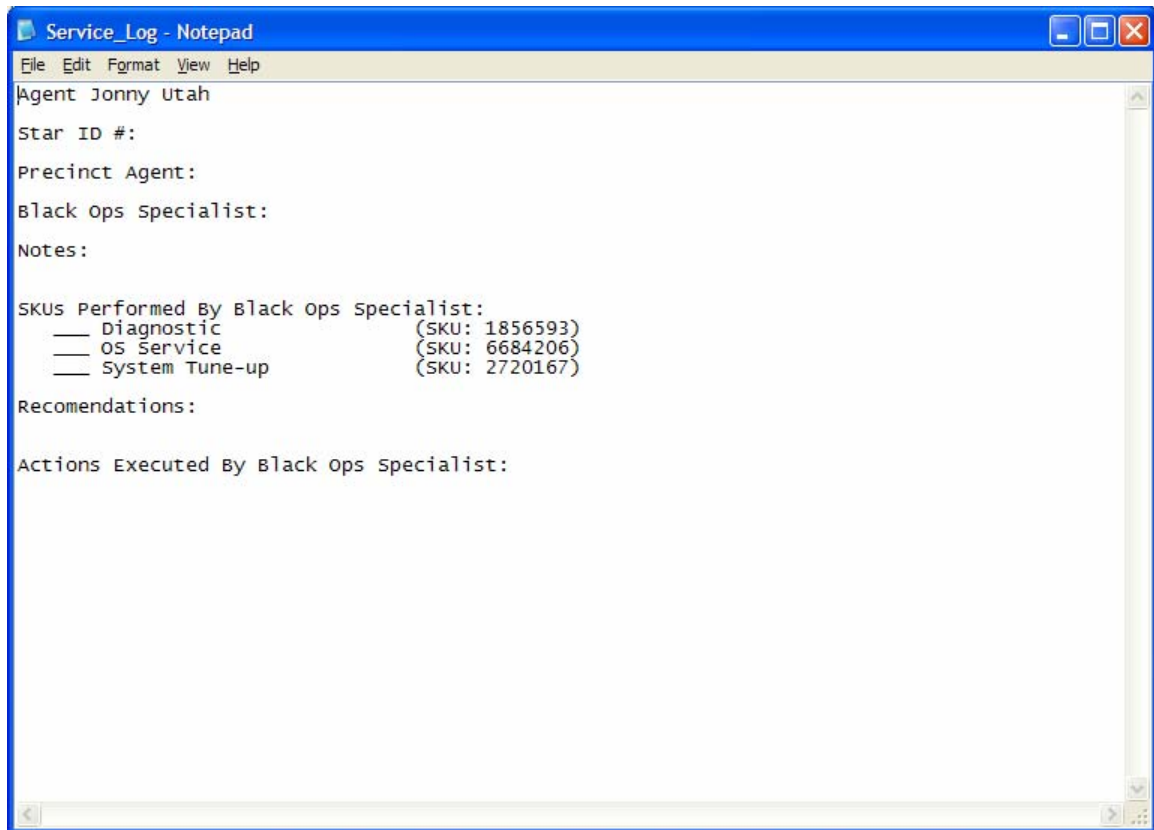 Service_Log - Notepad
File Edit Format View Help
Agent Jonny Utah
Star ID #:
Precinct Agent:
Black Ops Specialist:
Notes:
SKUs Performed By Black Ops Specialist:
___ Diagnostic (SKU: 1856593)
___ OS Service (SKU: 6684206)
___ System Tune-up (SKU: 2720167)
Recomendations:
Actions Executed By Black Ops Specialist: